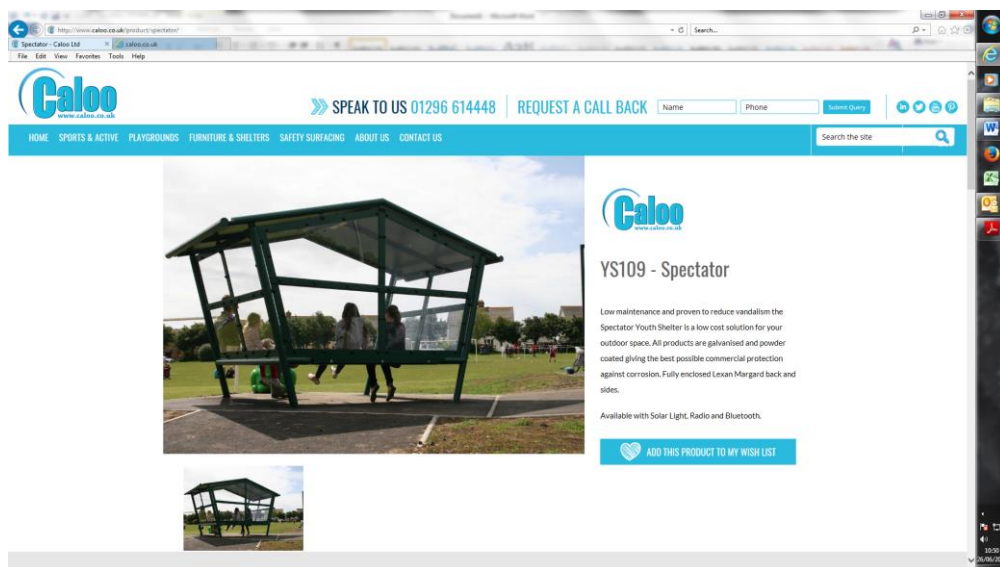 http://www.caloo.co.uk/product/spectator/
Search...
Spectator - Caloo Ltd
caloo.co.uk
File Edit View Favorites Tools Help
Caloo
www.caloo.co.uk
SPEAK TO US 01296 614448
REQUEST A CALL BACK
Name
Phone
Submit Query
HOME SPORTS & ACTIVE PLAYGROUNDS FURNITURE & SHELTERS SAFETY SURFACING ABOUT US CONTACT US
Search the site
Caloo
www.caloo.co.uk
YS109 - Spectator
Low maintenance and proven to reduce vandalism the
Spectator Youth Shelter is a low cost solution for your
outdoor space. All products are galvanised and powder
coated giving the best possible commercial protection
against corrosion. Fully enclosed Lexan Margard back and
sides.
Available with Solar Light, Radio and Bluetooth.
ADD THIS PRODUCT TO MY WISH LIST
10:50